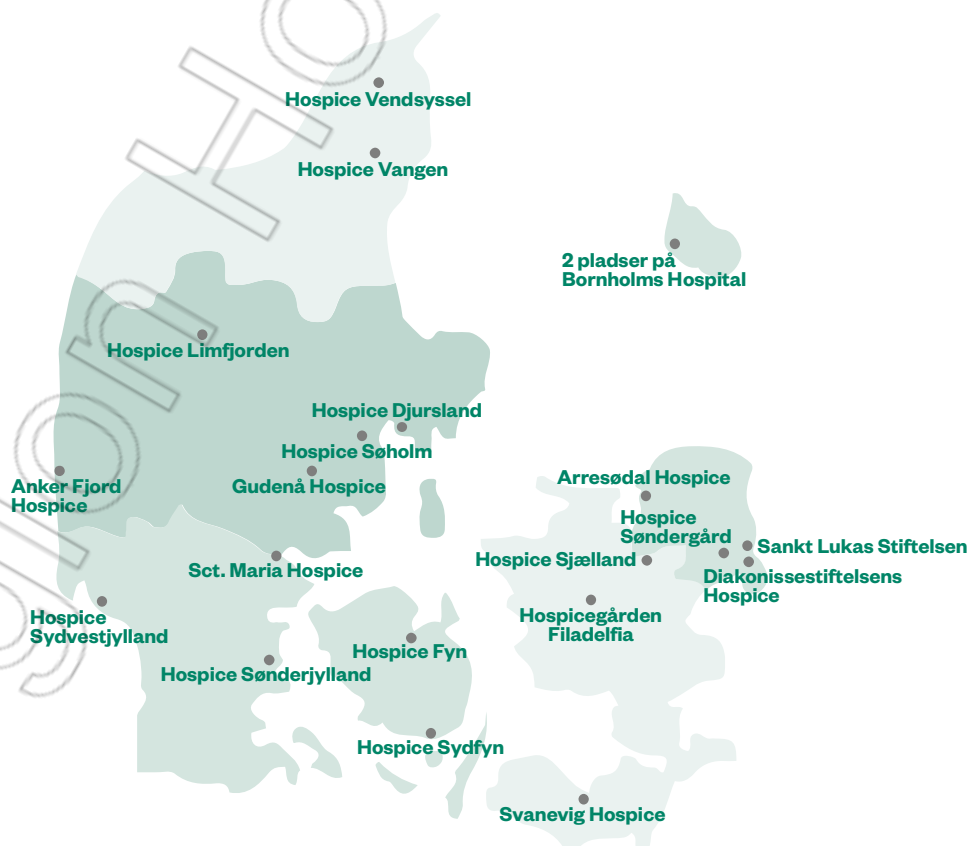 Hospice Vendsyssel
Hospice Vangen
2 pladser på
Bornholms Hospital
Hospice Limfjorden
Hospice Djursland
Hospice Søholm
Gudenå Hospice
Anker Fjord
Hospice
Arresødal Hospice
Hospice
Søndergård
Sankt Lukas Stiftelsen
Hospice Sjælland
Diakonissestiftelsens
Hospice
Sct. Maria Hospice
Hospice
Sydvestjylland
Hospicegården
Filadelfia
Hospice Fyn
Hospice Sønderjylland
Hospice Sydfyn
Svanevig Hospice